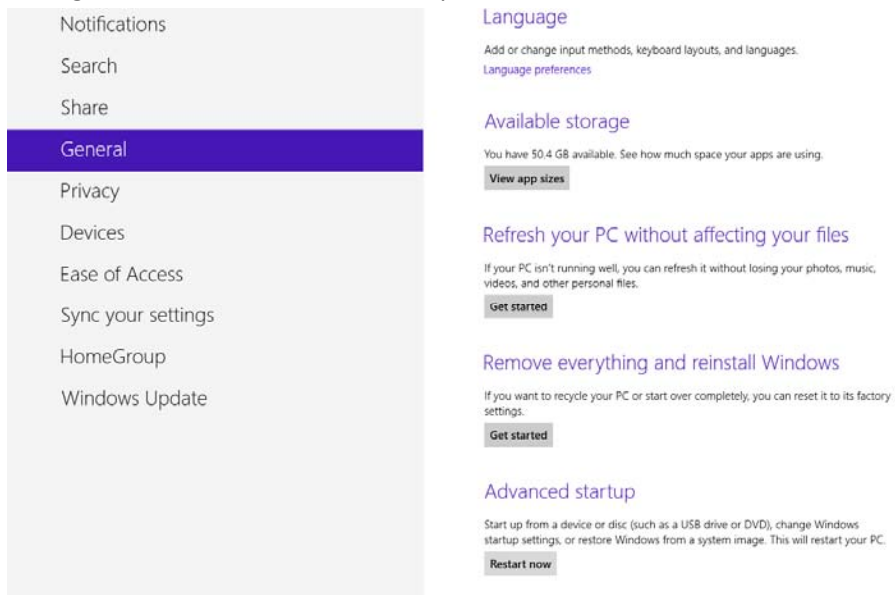 Notifications
Search
Share
General
Privacy
Devices
Ease of Access
Sync your settings
HomeGroup
Windows Update
Language
Add or change input methods, keyboard layouts, and languages.
Language preferences
Available storage
You have 50.4 GB available. See how much space your apps are using.
View app sizes
Refresh your PC without affecting your files
If your PC isn't running well, you can refresh it without losing your photos, music,
videos, and other personal files.
Get started
Remove everything and reinstall Windows
If you want to recycle your PC or start over completely, you can reset it to its factory
settings.
Get started
Advanced startup
Start up from a device or disc (such as a USB drive or DVD), change Windows
startup settings, or restore Windows from a system image. This will restart your PC.
Restart now